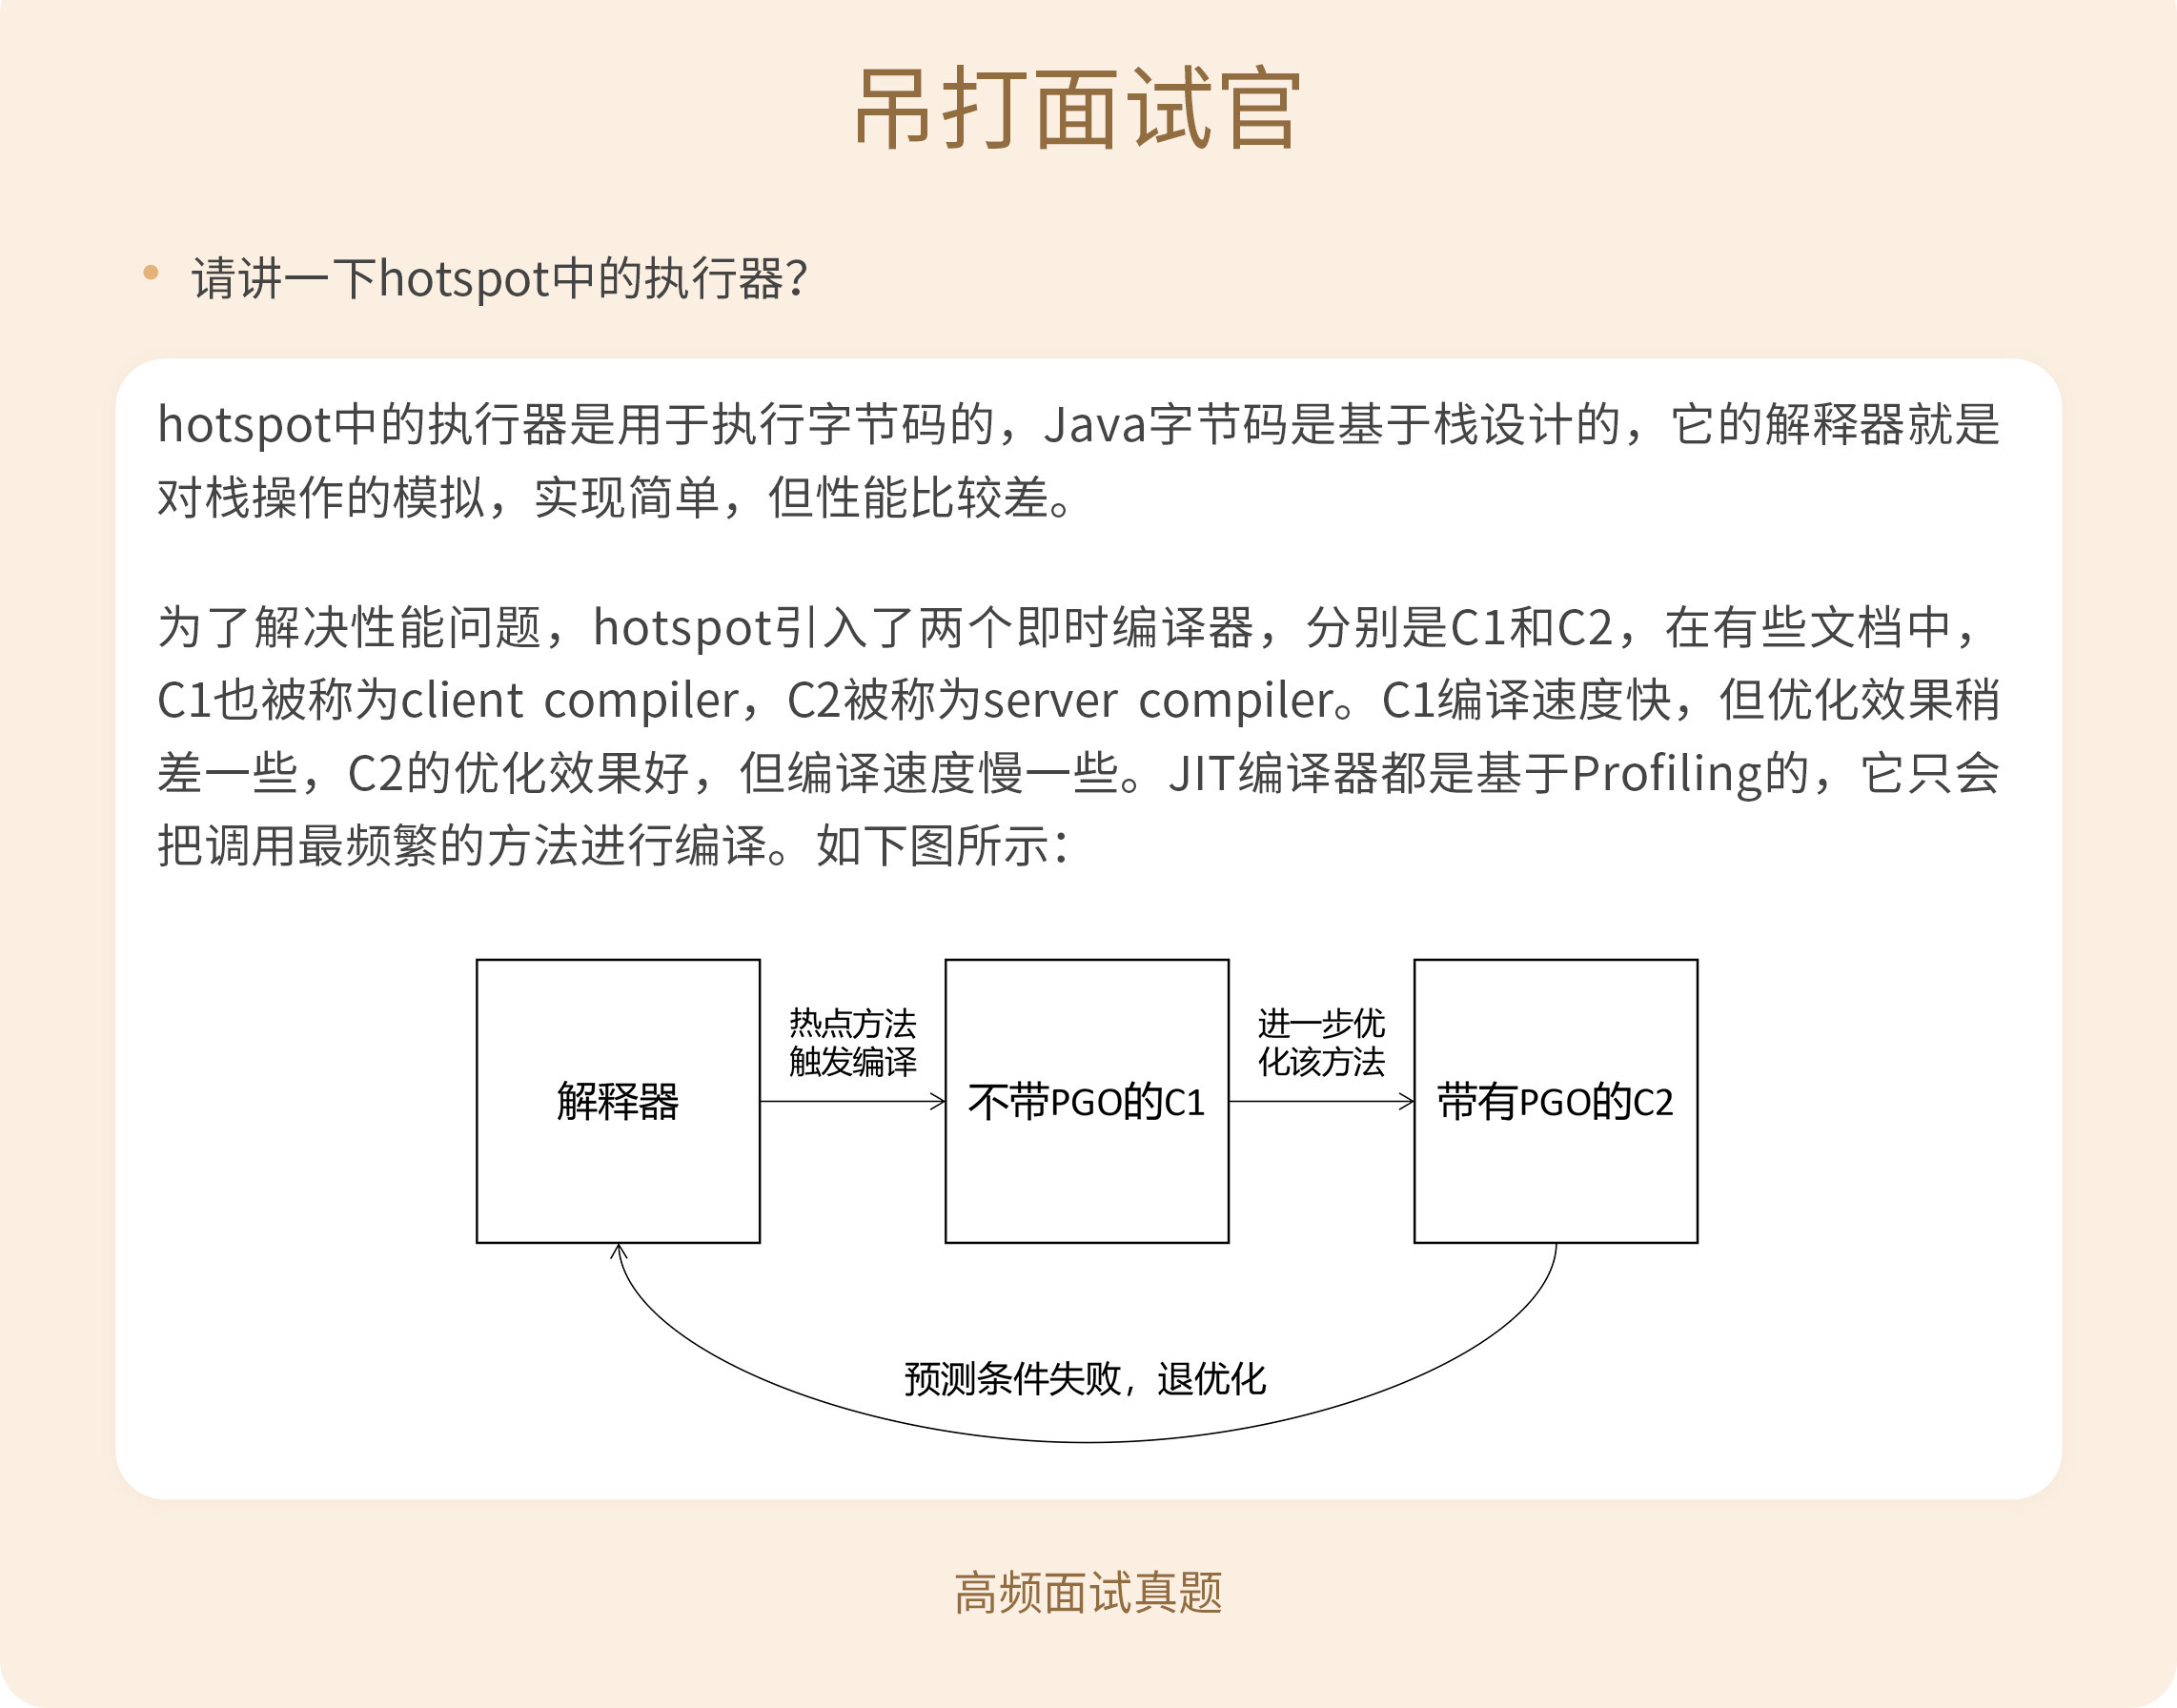 吊打面试官
请讲一下hotspot中的执行器？
hotspot中的执行器是用于执行字节码的，Java字节码是基于栈设计的，它的解释器就是
对栈操作的模拟，实现简单，但性能比较差。
为了解决性能问题，hotspot引入了两个即时编译器，分别是C1和C2，在有些文档中，
C1也被称为client compiler，C2被称为server compiler。C1编译速度快，但优化效果稍
差一些，C2的优化效果好，但编译速度慢一些。JIT编译器都是基于Profiling的，它只会
把调用最频繁的方法进行编译。如下图所示：
解释器
热点方法
触发编译
不带PGO的C1
进一步优
化该方法
带有PGO的C2
预测条件失败，退优化
高频面试真题